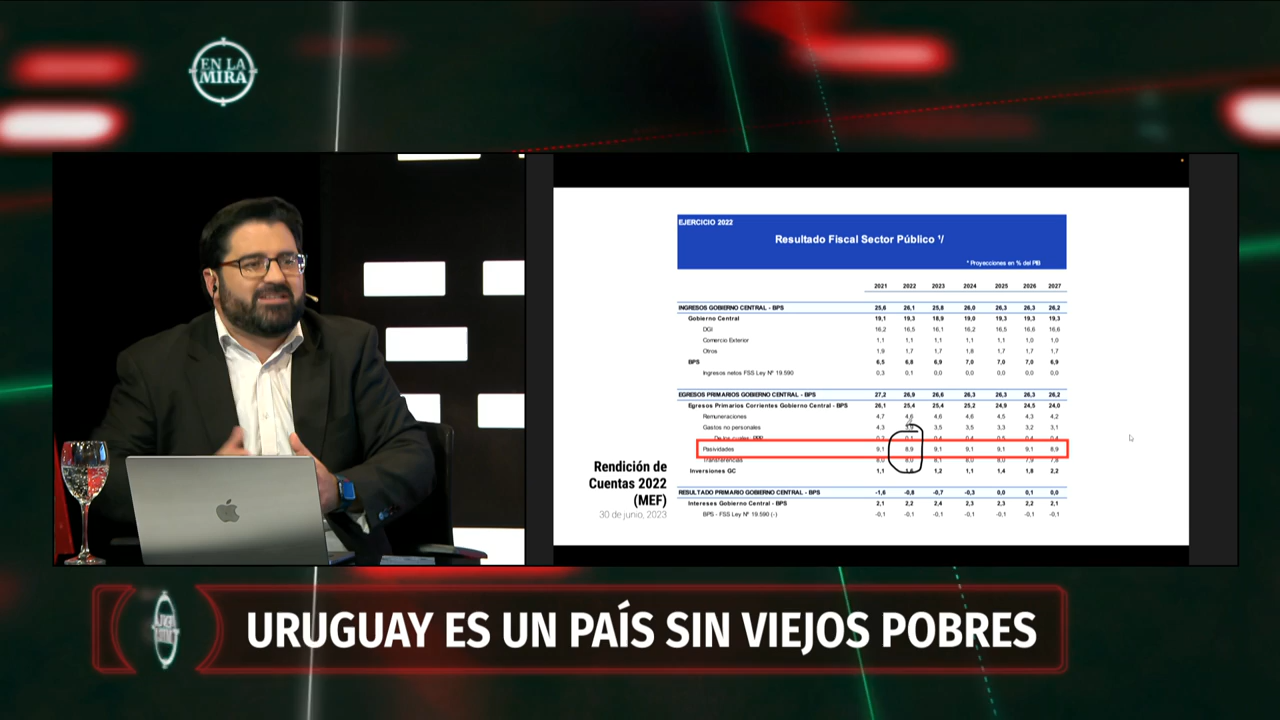 EN LA
MIRA
EJERCICIO 2022
Resultado Fiscal Sector Público ¹/
* Proyecciones en % del PIB
2021 2022 2023 2024 2025 2026 2027
INGRESOS GOBIERNO CENTRAL - BPS 25,6 26,1 25,8 26,0 26,3 26,3 26,2
Gobierno Central 19,1 19,3 18,9 19,0 19,3 19,3 19,3
DGI 16,2 16,5 16,1 16,2 16,5 16,6 16,6
Comercio Exterior 1,1 1,1 1,1 1,1 1,1 1,0 1,0
Otros 1,9 1,7 1,7 1,8 1,7 1,7 1,7
BPS 6,5 6,8 6,9 7,0 7,0 7,0 6,9
Ingresos netos FSS Ley Nº 19.590 0,3 0,1 0,0 0,0 0,0 0,0 0,0
EGRESOS PRIMARIOS GOBIERNO CENTRAL - BPS 27,2 26,9 26,6 26,3 26,3 26,3 26,2
Egresos Primarios Corrientes Gobierno Central - BPS 26,1 25,4 25,4 25,2 24,9 24,5 24,0
Remuneraciones 4,7 4,6 4,6 4,6 4,5 4,3 4,2
Gastos no personales 4,3 3,5 3,5 3,3 3,2 3,1
De los cuales: PPP
Pasividades 9,1 8,9 9,1 9,1 9,1 9,1 8,9
Transferencias
Inversiones GC 1,1 1,6 1,2 1,1 1,4 1,8 2,2
RESULTADO PRIMARIO GOBIERNO CENTRAL - BPS -1,6 -0,8 -0,7 -0,3 0,0 0,1 0,0
Intereses Gobierno Central - BPS 2,1 2,2 2,4 2,3 2,3 2,2 2,1
BPS - FSS Ley Nº 19.590 (-) -0,1 -0,1 -0,1 -0,1 -0,1 -0,1 -0,1
Rendición de
Cuentas 2022
(MEF)
30 de junio, 2023
URUGUAY ES UN PAÍS SIN VIEJOS POBRES